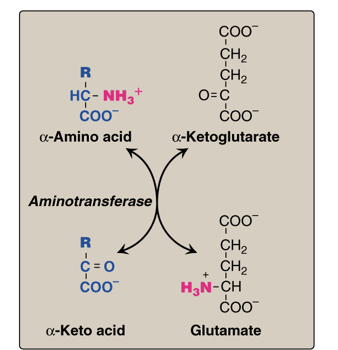 COO⁻
CH₂
CH₂
O=C
COO⁻
R
HC-NH₃⁺
COO⁻
α-Amino acid
α-Ketoglutarate
Aminotransferase
R
C=O
COO⁻
α-Keto acid
COO⁻
CH₂
CH₂
+
H₃N-CH
COO⁻
Glutamate